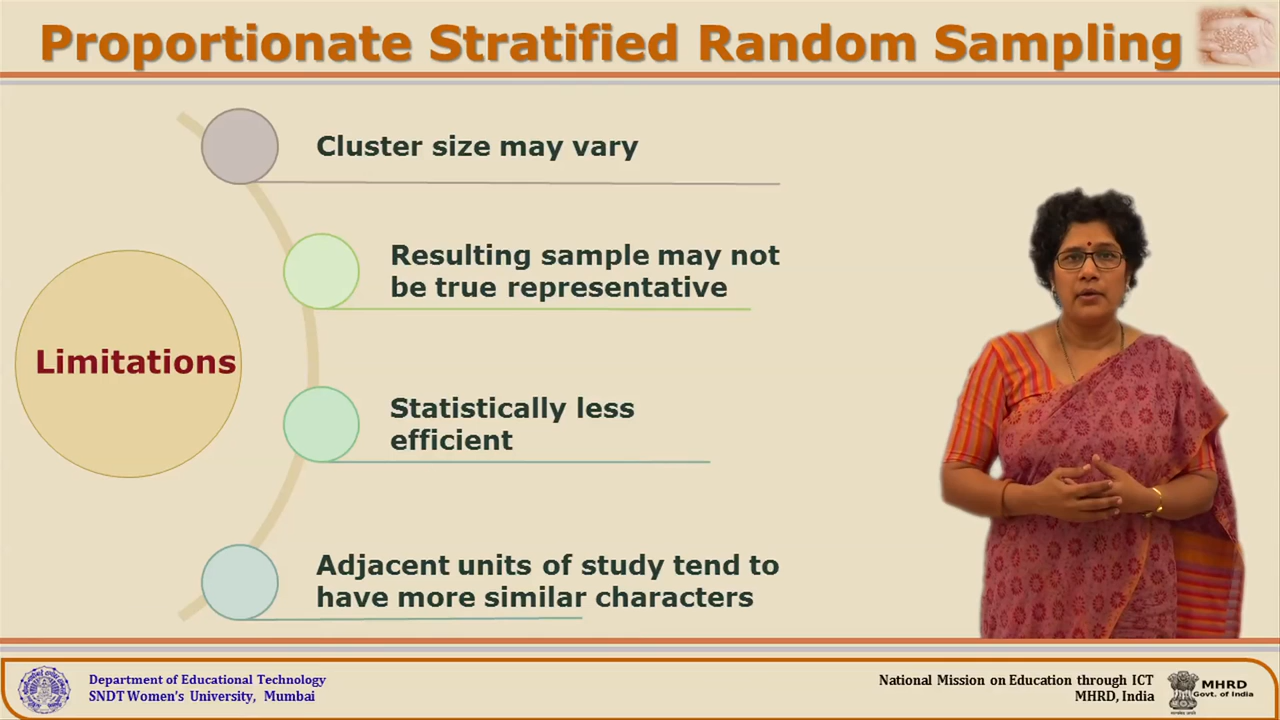 Proportionate Stratified Random Sampling
Cluster size may vary
Resulting sample may not
be true representative
Limitations
Statistically less
efficient
Adjacent units of study tend to
have more similar characters
Department of Educational Technology
SNDT Women's University, Mumbai
National Mission on Education through ICT
MHRD, India
MHRD
Govt. of India